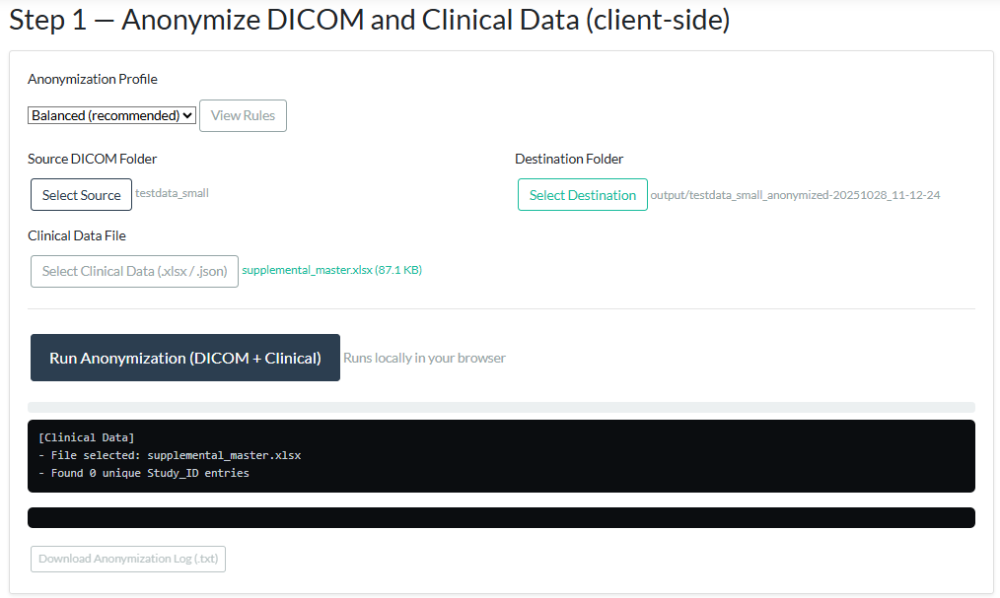 Step 1 — Anonymize DICOM and Clinical Data (client-side)
Anonymization Profile
Balanced (recommended) View Rules
Source DICOM Folder
Select Source testdata_small
Destination Folder
Select Destination output/testdata_small_anonymized-20251028_11-12-24
Clinical Data File
Select Clinical Data (.xlsx / .json) supplemental_master.xlsx (87.1 KB)
Run Anonymization (DICOM + Clinical) Runs locally in your browser
[Clinical Data]
- File selected: supplemental_master.xlsx
- Found 0 unique Study_ID entries
Download Anonymization Log (.txt)